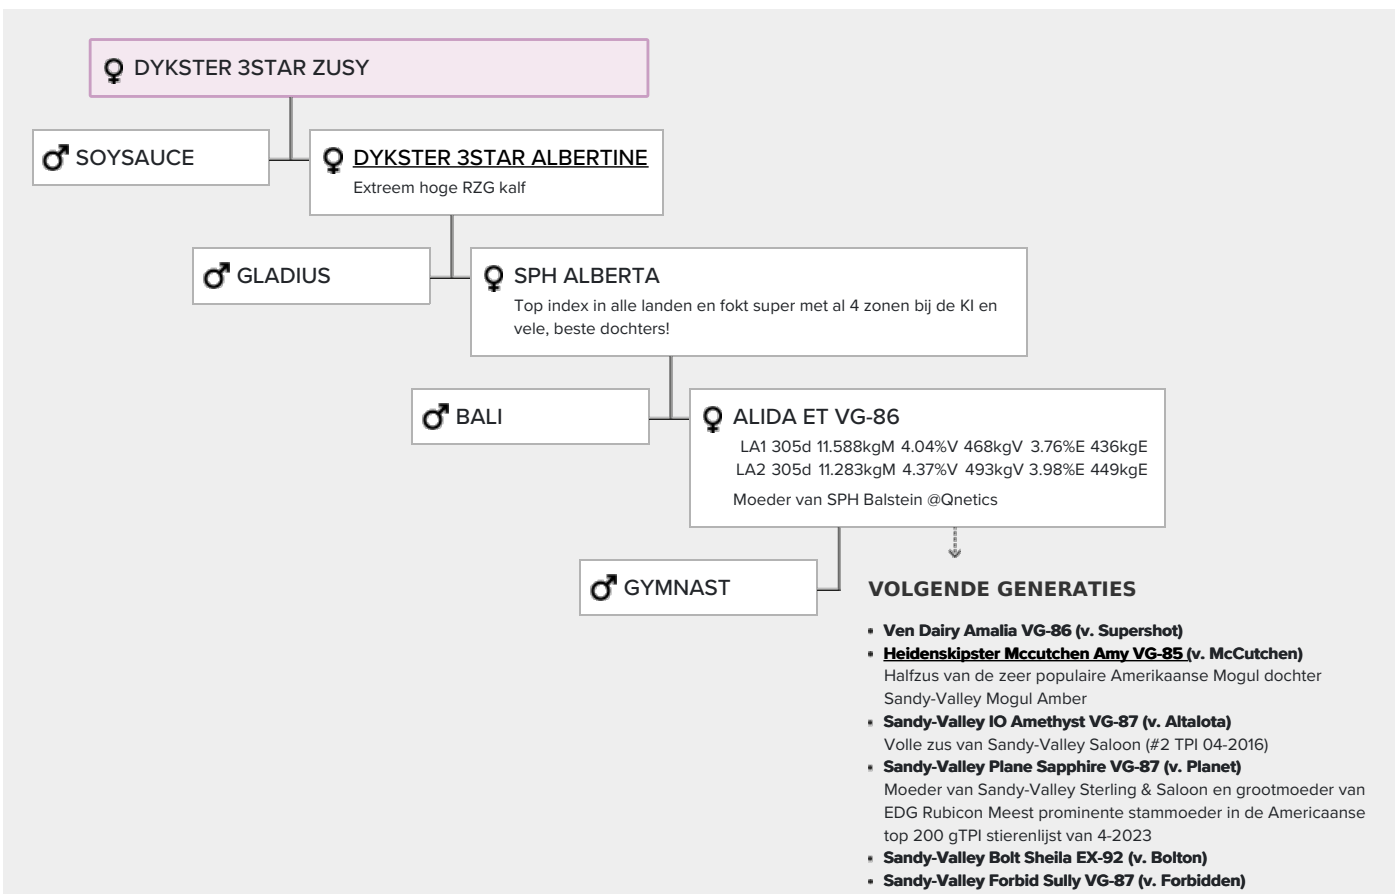 DYKSTER 3STAR ZUSY
SOYSAUCE
DYKSTER 3STAR ALBERTINE
Extreem hoge RZG kalf
GLADIUS
SPH ALBERTA
Top index in alle landen en fokt super met al 4 zonen bij de KI en
vele, beste dochters!
BALI
ALIDA ET VG-86
LA1 305d 11.588kgM 4.04%V 468kgV 3.76%E 436kgE
LA2 305d 11.283kgM 4.37%V 493kgV 3.98%E 449kgE
Moeder van SPH Balstein @Qnetics
GYMNAST
VOLGENDE GENERATIES
• Ven Dairy Amalia VG-86 (v. Supershot)
• Heidenskipster Mccutchen Amy VG-85 (v. McCutchen)
Halfzus van de zeer populaire Amerikaanse Mogul dochter
Sandy-Valley Mogul Amber
• Sandy-Valley IO Amethyst VG-87 (v. AltaIota)
Volle zus van Sandy-Valley Saloon (#2 TPI 04-2016)
• Sandy-Valley Plane Sapphire VG-87 (v. Planet)
Moeder van Sandy-Valley Sterling & Saloon en grootmoeder van
EDG Rubicon Meest prominente stammoeder in de Americaanse
top 200 gTPI stierenlijst van 4-2023
• Sandy-Valley Bolt Sheila EX-92 (v. Bolton)
• Sandy-Valley Forbid Sully VG-87 (v. Forbidden)